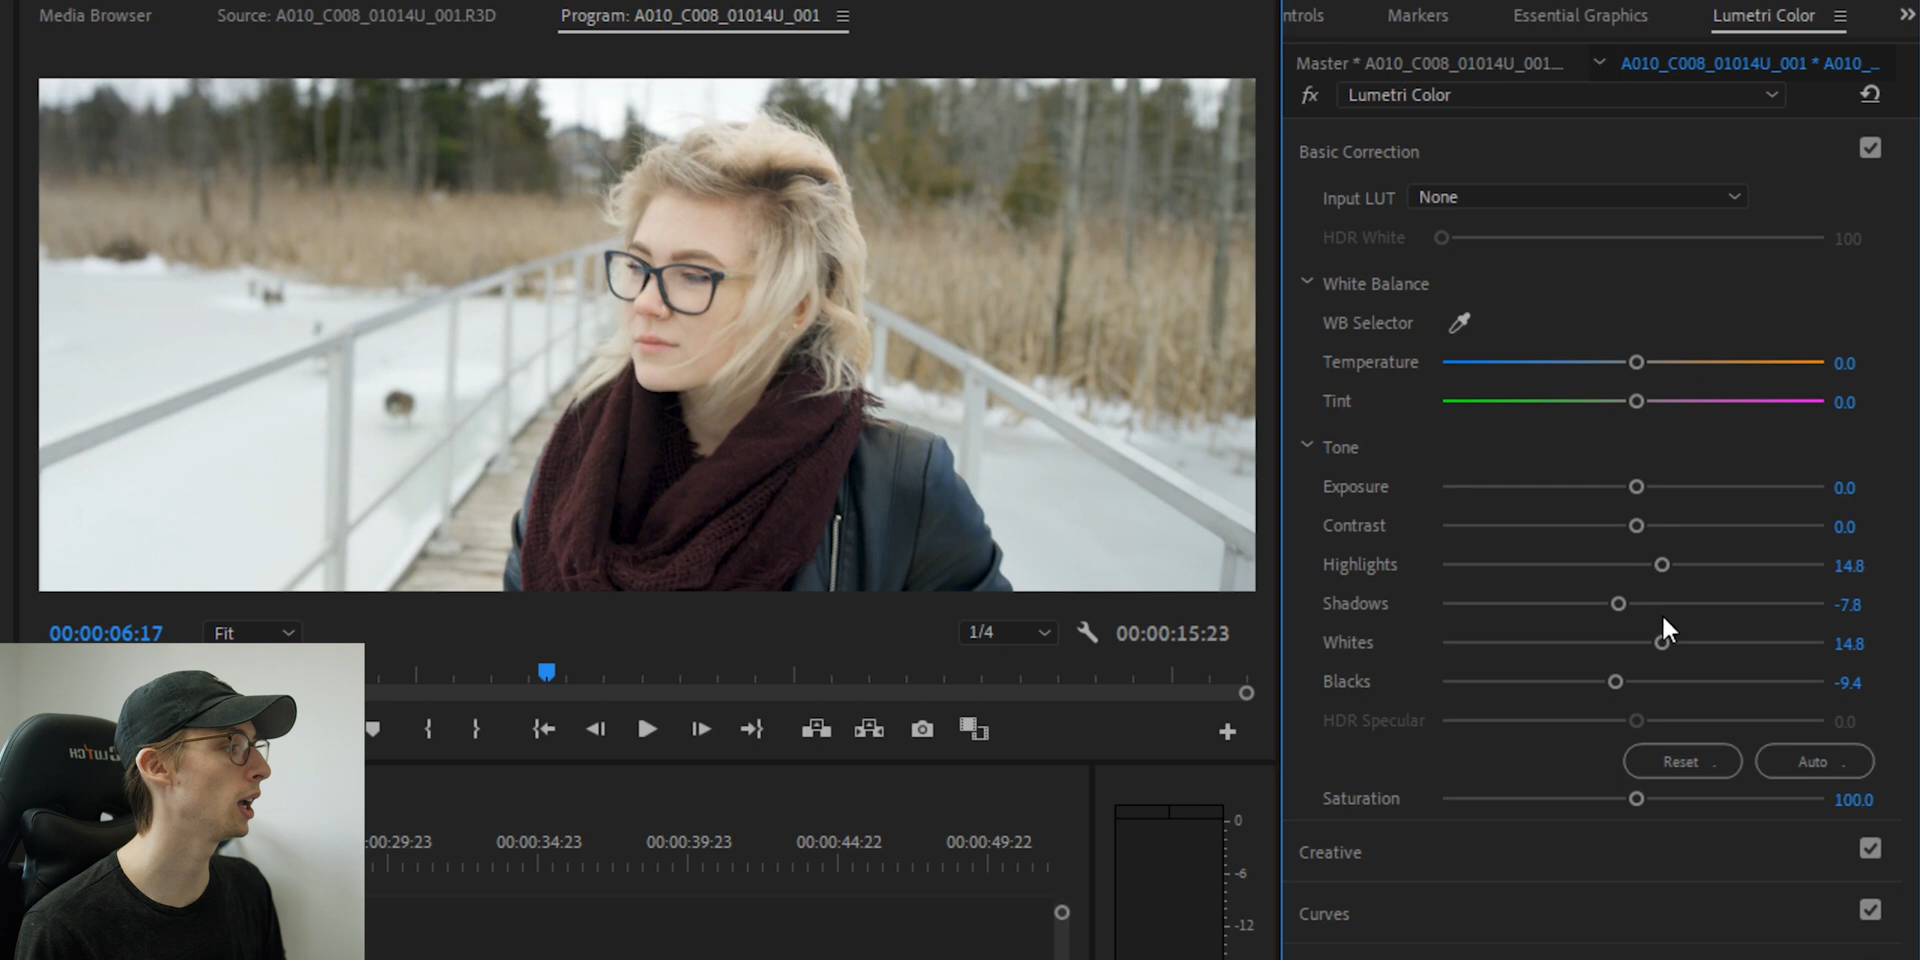 Media Browser
Source: A010_C008_01014U_001.R3D
Program: A010_C008_01014U_001
ntrols
Markers
Essential Graphics
Lumetri Color
Master * A010_C008_01014U_001...
A010_C008_01014U_001 * A010_...
fx
Lumetri Color
Basic Correction
Input LUT
None
HDR White
100
White Balance
WB Selector
Temperature
0.0
Tint
0.0
Tone
Exposure
0.0
Contrast
0.0
Highlights
14.8
Shadows
-7.8
Whites
14.8
Blacks
-9.4
HDR Specular
0.0
Reset
Auto
Saturation
100.0
Creative
Curves
00:00:06:17
Fit
1/4
00:00:15:23
:00:29:23
00:00:34:23
00:00:39:23
00:00:44:22
00:00:49:22
0
-6
-12